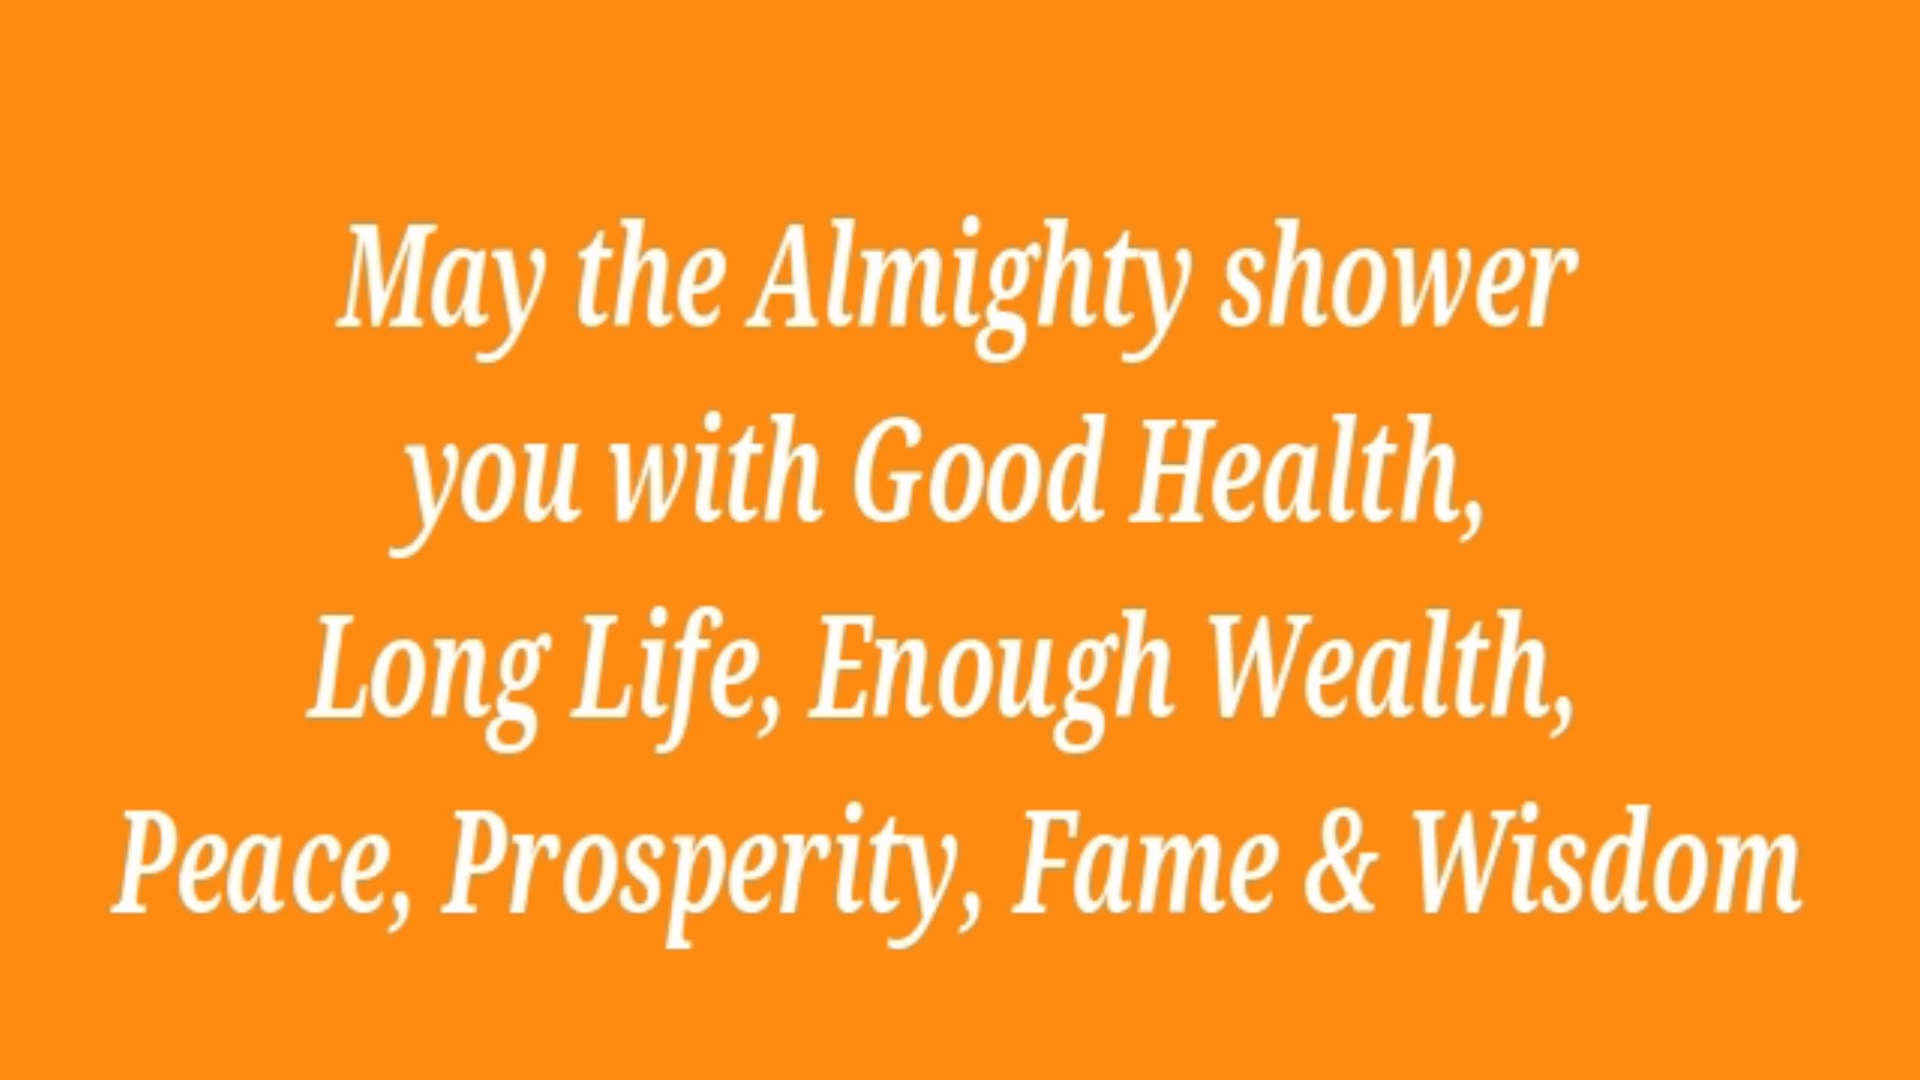 May the Almighty shower
you with Good Health,
Long Life, Enough Wealth,
Peace, Prosperity, Fame & Wisdom